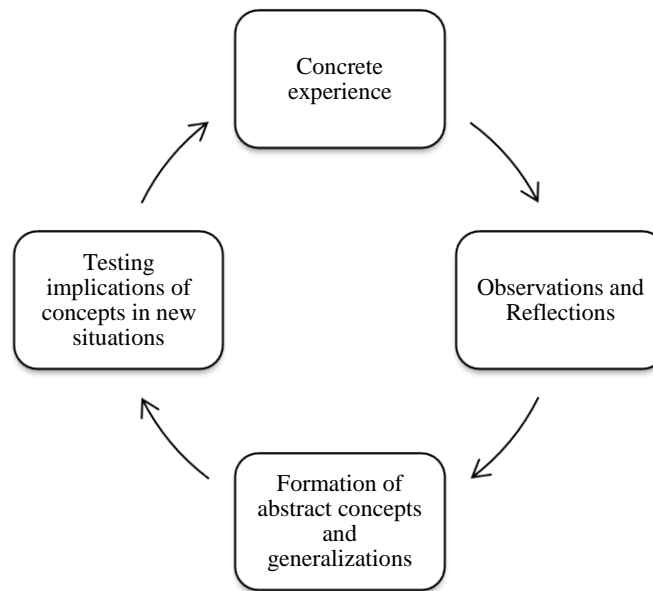 Concrete
experience
Observations and
Reflections
Formation of
abstract concepts
and
generalizations
Testing
implications of
concepts in new
situations